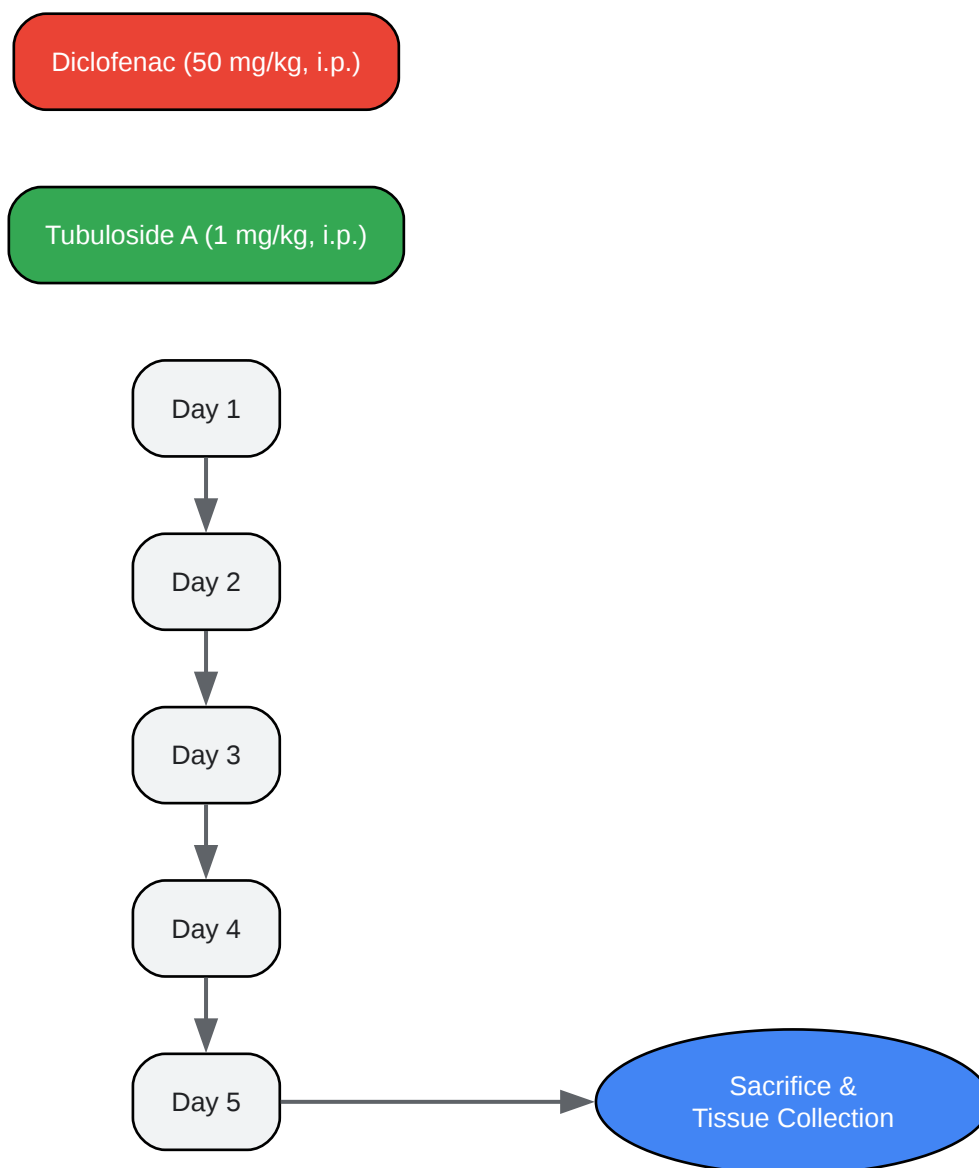 Diclofenac (50 mg/kg, i.p.)
Tubuloside A (1 mg/kg, i.p.)
Day 1
Day 2
Day 3
Day 4
Day 5
Sacrifice &
Tissue Collection